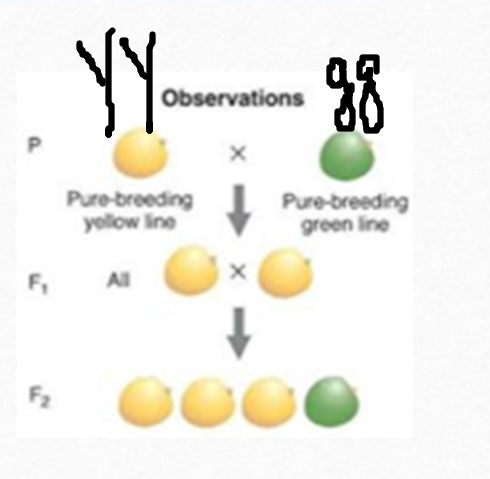 YY gg
Observations
P × 
Pure-breeding yellow line
Pure-breeding green line
F₁ All ×
F₂